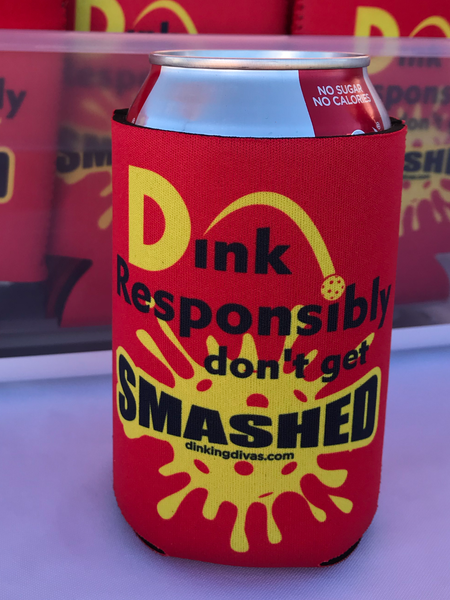 NO SUGAR
NO CALORIES
Dink
Responsibly
don't get
SMASHED
dinkingdivas.com